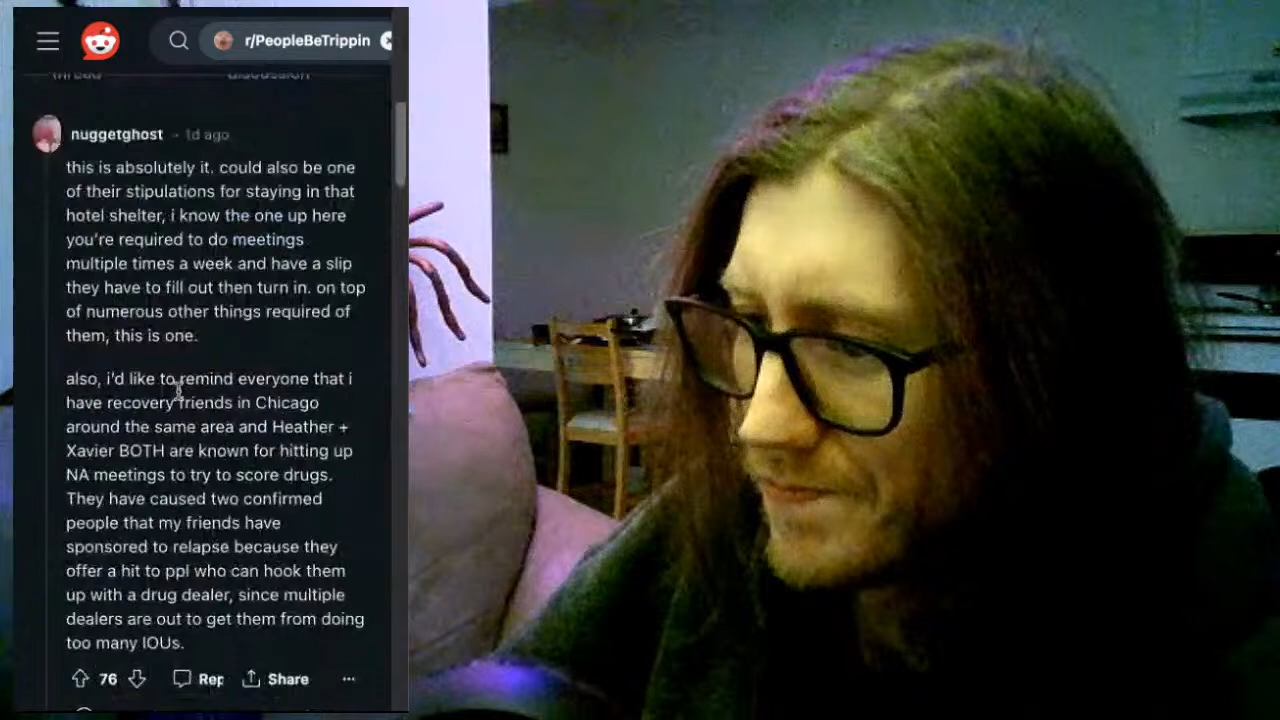 r/PeopleBeTrippin
thread
discussion
nuggetghost · 1d ago
this is absolutely it. could also be one
of their stipulations for staying in that
hotel shelter, i know the one up here
you're required to do meetings
multiple times a week and have a slip
they have to fill out then turn in. on top
of numerous other things required of
them, this is one.
also, i'd like to remind everyone that i
have recovery friends in Chicago
around the same area and Heather +
Xavier BOTH are known for hitting up
NA meetings to try to score drugs.
They have caused two confirmed
people that my friends have
sponsored to relapse because they
offer a hit to ppl who can hook them
up with a drug dealer, since multiple
dealers are out to get them from doing
too many IOUs.
76 Rep Share